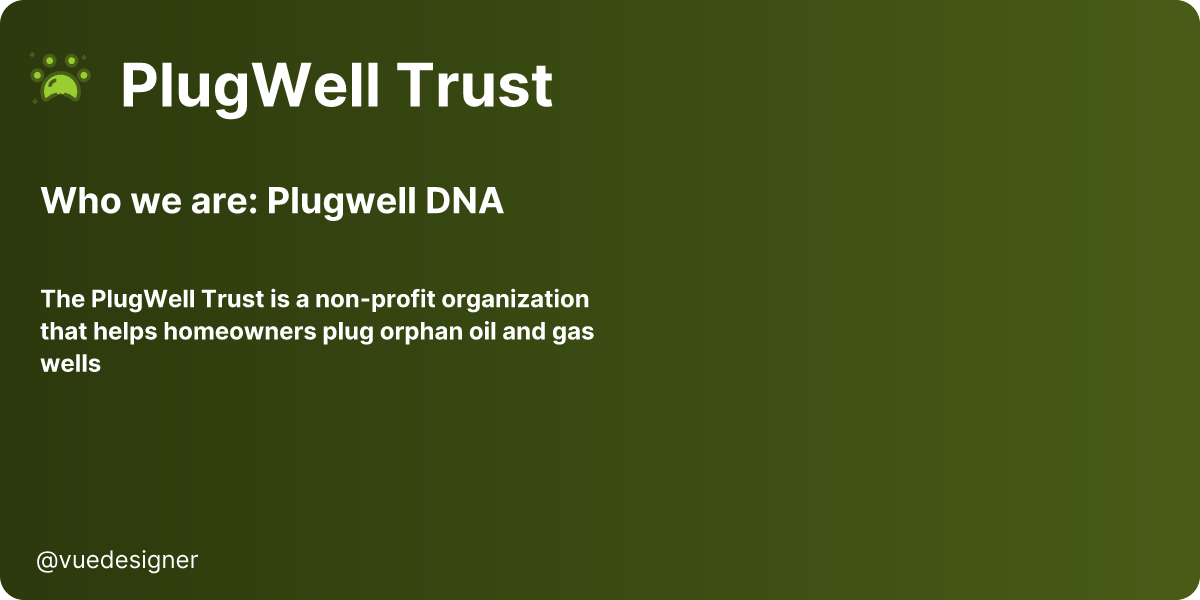 PlugWell Trust
Who we are: Plugwell DNA
The PlugWell Trust is a non-profit organization
that helps homeowners plug orphan oil and gas
wells
@vuedesigner